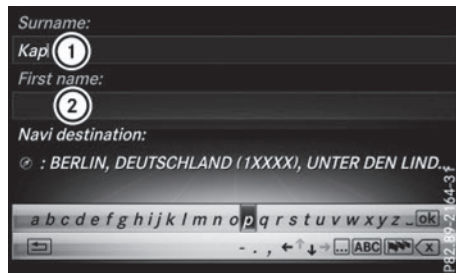 Surname:
Kap 1
First name:
2
Navi destination:
: BERLIN, DEUTSCHLAND (1XXXX), UNTER DEN LIND...
a b c d e f g h i j k l m n o p q r s t u v w x y z _ ok
- . , ... ABC
P82.89-2164-31